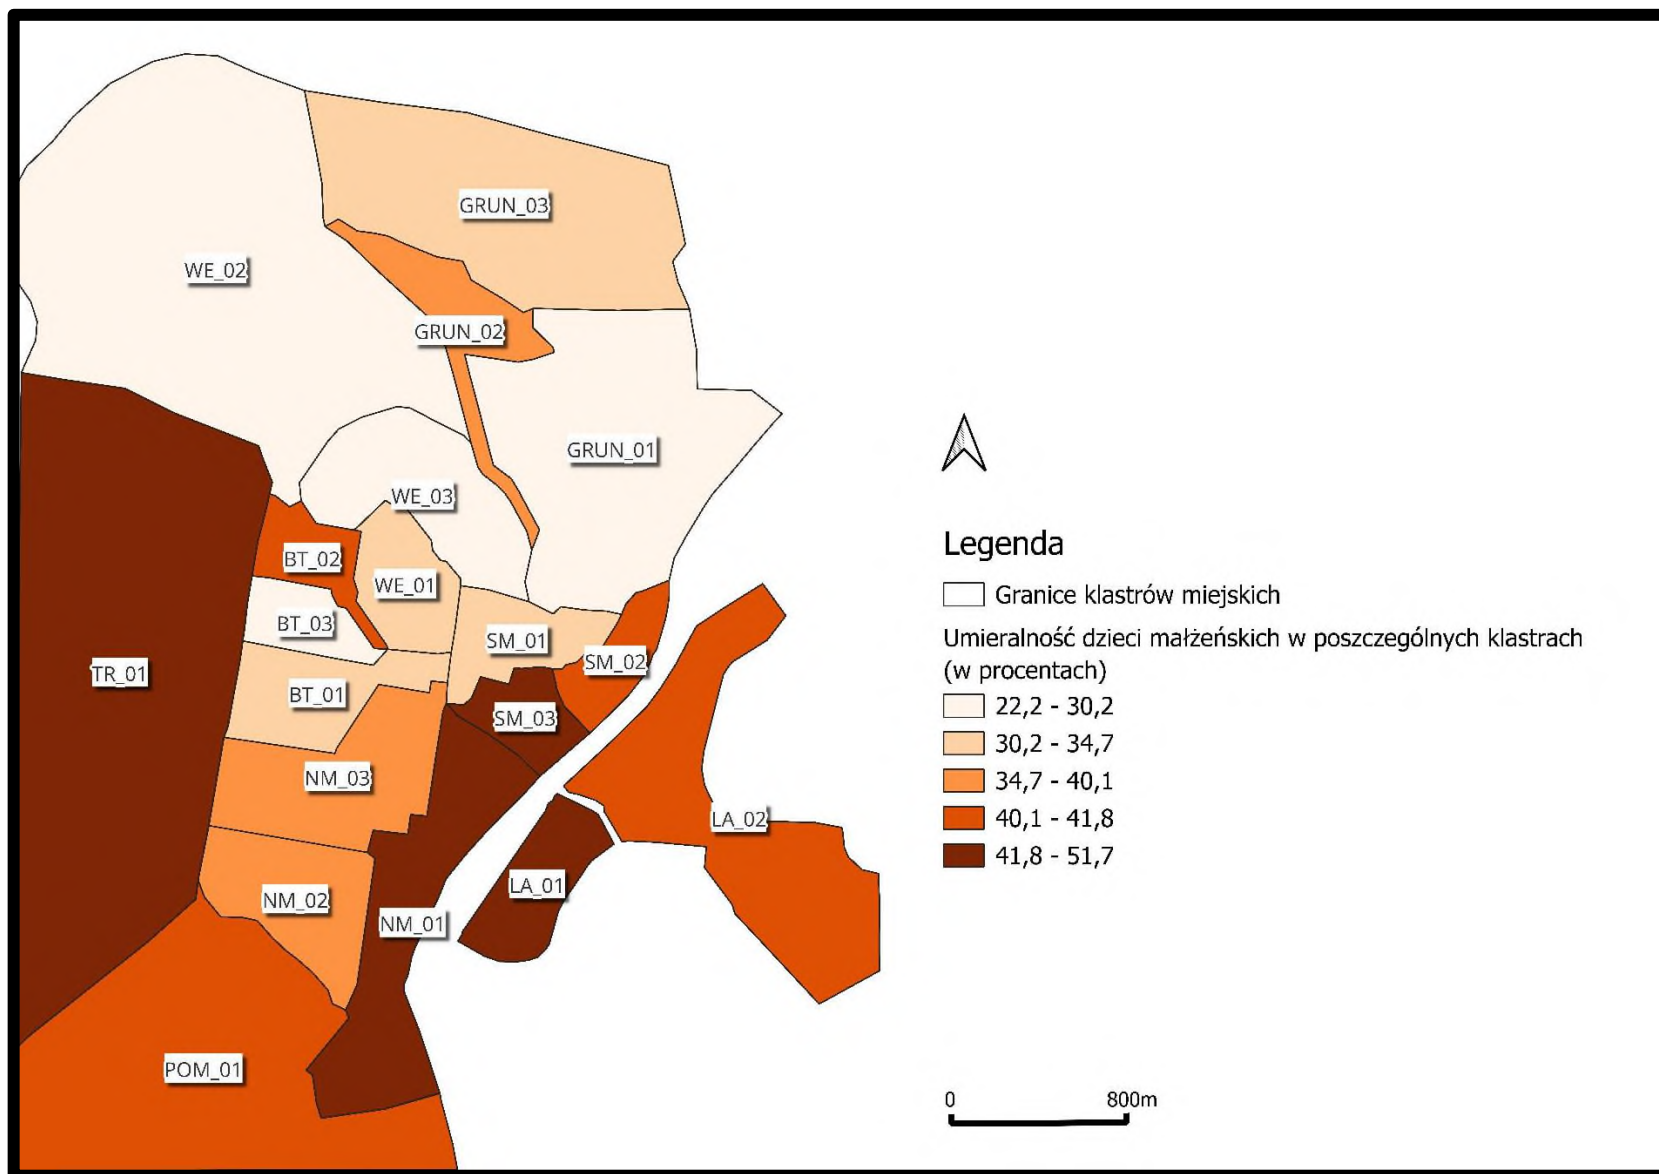 GRUN_03
WE_02
GRUN_02
GRUN_01
WE_03
BT_02
WE_01
BT_03
SM_01
SM_02
TR_01
BT_01
SM_03
NM_03
LA_02
LA_01
NM_02
NM_01
POM_01
Legenda
Granice klastrów miejskich
Umieralność dzieci małżeńskich w poszczególnych klastrach
(w procentach)
22,2 - 30,2
30,2 - 34,7
34,7 - 40,1
40,1 - 41,8
41,8 - 51,7
0 800m